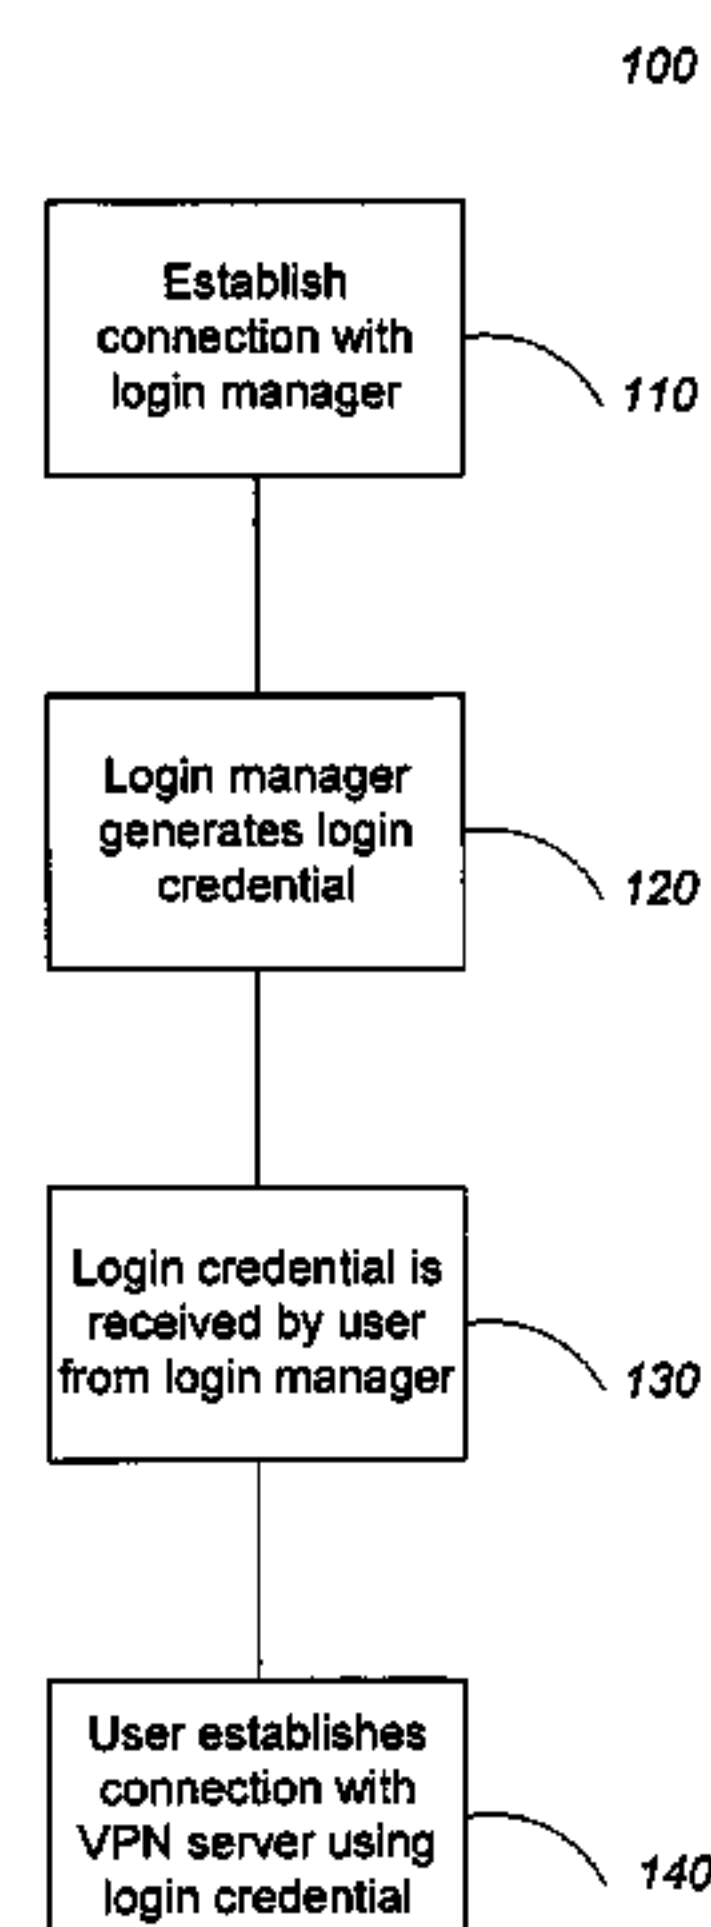 100
Establish
connection with
login manager
110
Login manager
generates login
credential
120
Login credential is
received by user
from login manager
130
User establishes
connection with
VPN server using
login credential
140